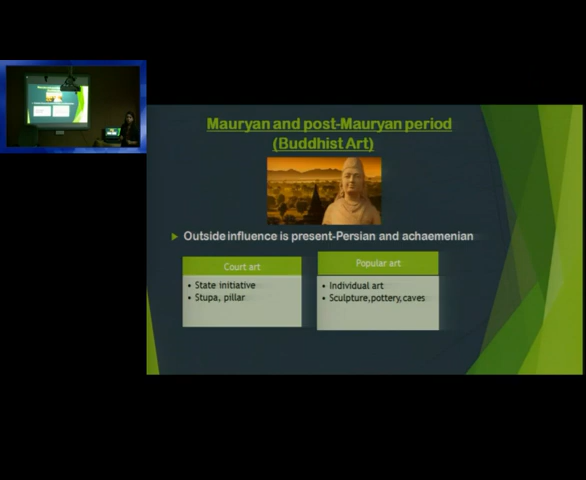 Mauryan and post-Mauryan period
(Buddhist Art)
Outside influence is present-Persian and achaemenian
Court art
• State initiative
• Stupa, pillar
Popular art
• Individual art
• Sculpture,pottery,caves